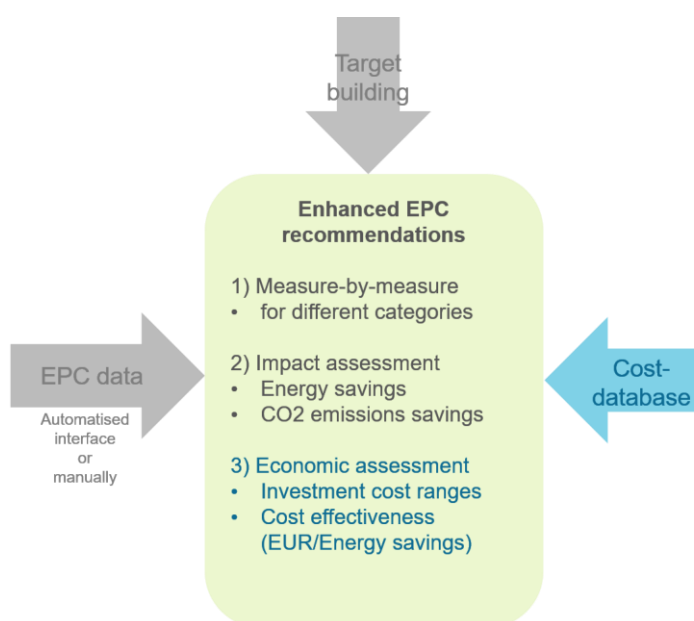 Target
building
Enhanced EPC
recommendations
1) Measure-by-measure
• for different categories
2) Impact assessment
• Energy savings
• CO2 emissions savings
3) Economic assessment
• Investment cost ranges
• Cost effectiveness
(EUR/Energy savings)
EPC data
Automatised
interface
or
manually
Cost-
database